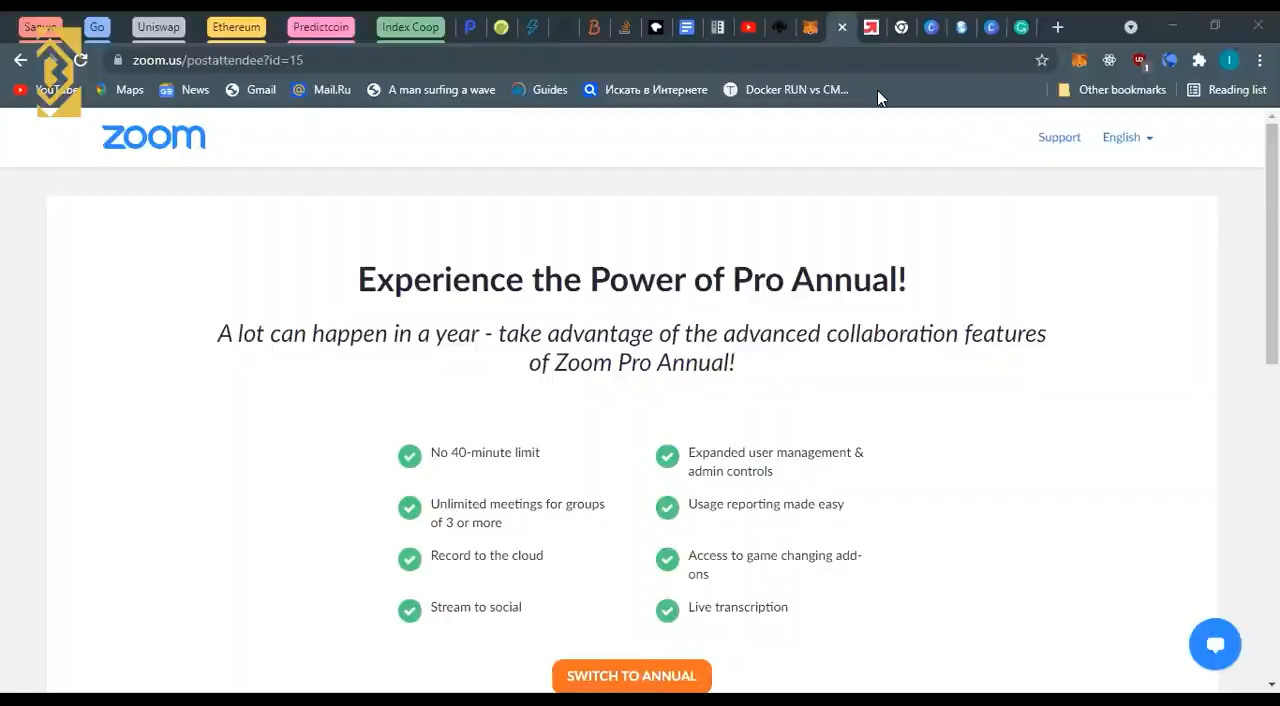 Go
Uniswap
Ethereum
Predictcoin
Index Coop
zoom.us/postattendee?id=15
YouTube
Maps
News
Gmail
Mail.Ru
A man surfing a wave
Guides
Искать в Интернете
Docker RUN vs CM...
Other bookmarks
Reading list
zoom
Support
English
Experience the Power of Pro Annual!
A lot can happen in a year - take advantage of the advanced collaboration features
of Zoom Pro Annual!
No 40-minute limit
Expanded user management &
admin controls
Unlimited meetings for groups
of 3 or more
Usage reporting made easy
Record to the cloud
Access to game changing add-
ons
Stream to social
Live transcription
SWITCH TO ANNUAL